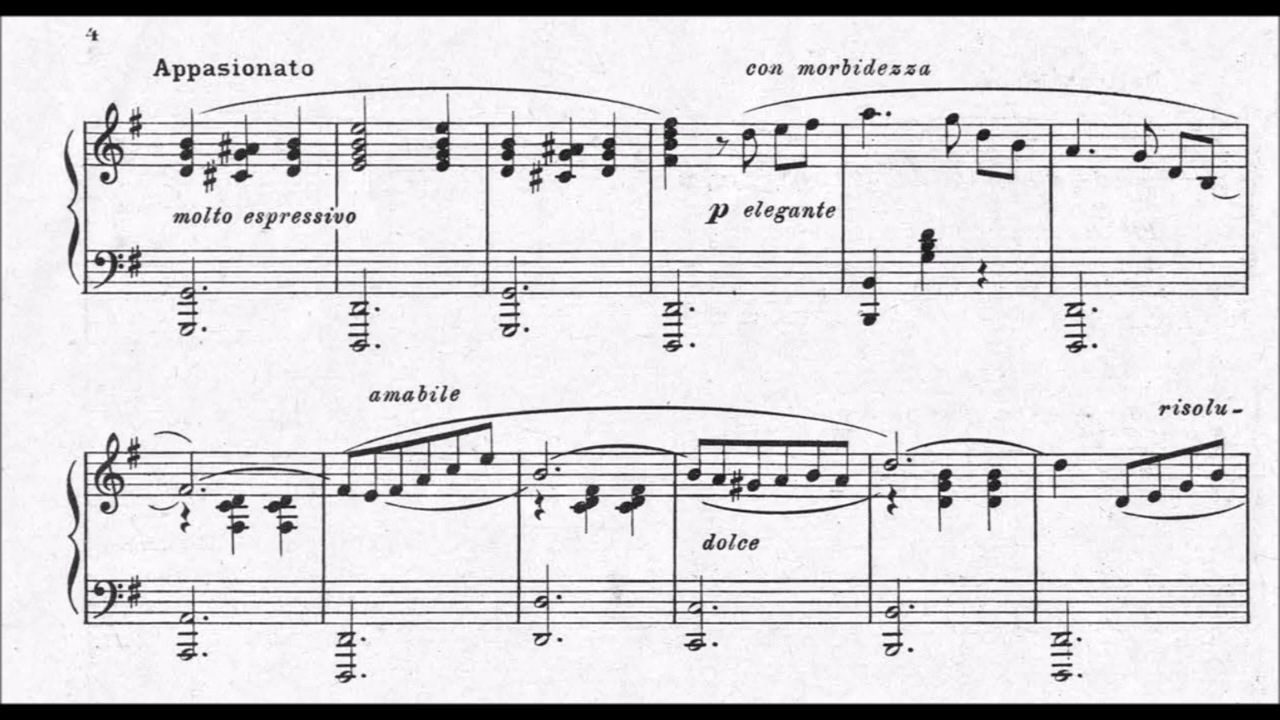 4
Appasionato
con morbidezza
molto espressivo
p elegante
amabile
risolu-
dolce